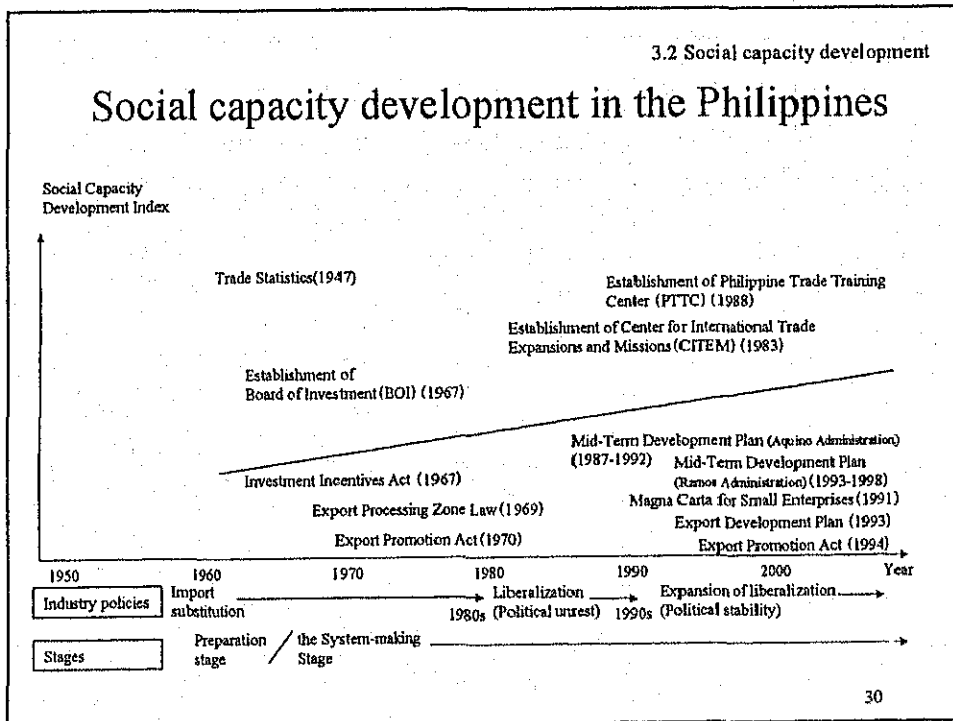 3.2 Social capacity development
Social capacity development in the Philippines
Social Capacity
Development Index
Trade Statistics(1947)
Establishment of Philippine Trade Training
Center (PTTC) (1988)
Establishment of Center for International Trade
Expansions and Missions (CITEM) (1983)
Establishment of
Board of Investment (BOI) (1967)
Mid-Term Development Plan (Aquino Administration)
(1987-1992)
Mid-Term Development Plan
(Ramos Administration) (1993-1998)
Investment Incentives Act (1967)
Magna Carta for Small Enterprises (1991)
Export Processing Zone Law (1969)
Export Development Plan (1993)
Export Promotion Act (1970)
Export Promotion Act (1994)
1950 1960 1970 1980 1990 2000 Year
Industry policies
Import
substitution
1980s
Liberalization
(Political unrest)
1990s
Expansion of liberalization
(Political stability)
Stages
Preparation
stage
/
the System-making
Stage
30